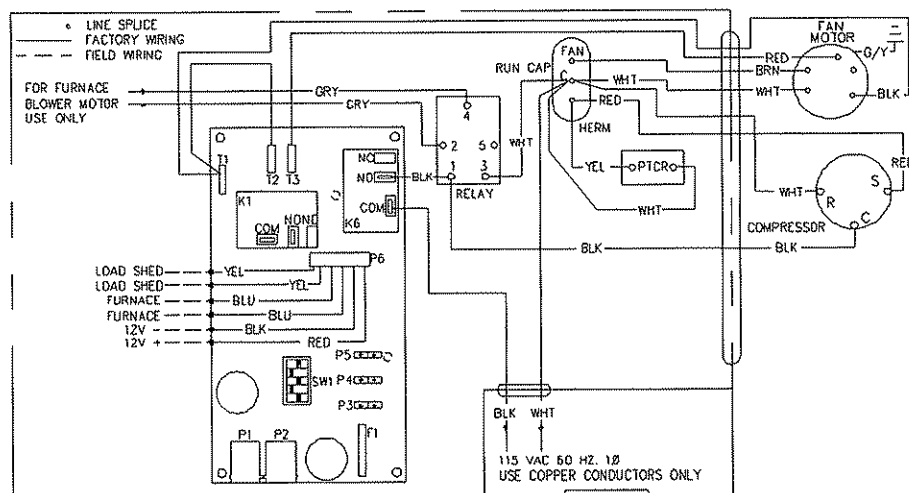 LINE SPLICE
FACTORY WIRING
FIELD WIRING
FAN
MOTOR
G/Y
RED
BRN
WHT
WHT
BLK
RUN CAP
FAN
C
HERM
RED
FOR FURNACE
BLOWER MOTOR
USE ONLY
GRY
GRY
4
2
5
1
3
RELAY
WHT
YEL
PTCR
WHT
RED
S
R
C
WHT
COMPRESSOR
BLK
BLK
T1
T2
T3
NC
NO
COM
K6
BLK
K1
COM
NO
NC
P6
LOAD SHED
YEL
LOAD SHED
YEL
FURNACE
BLU
FURNACE
BLU
12V -
BLK
12V +
RED
P5
SW1
P4
P3
P1
P2
F1
BLK
WHT
115 VAC 60 HZ. 1Ø
USE COPPER CONDUCTORS ONLY